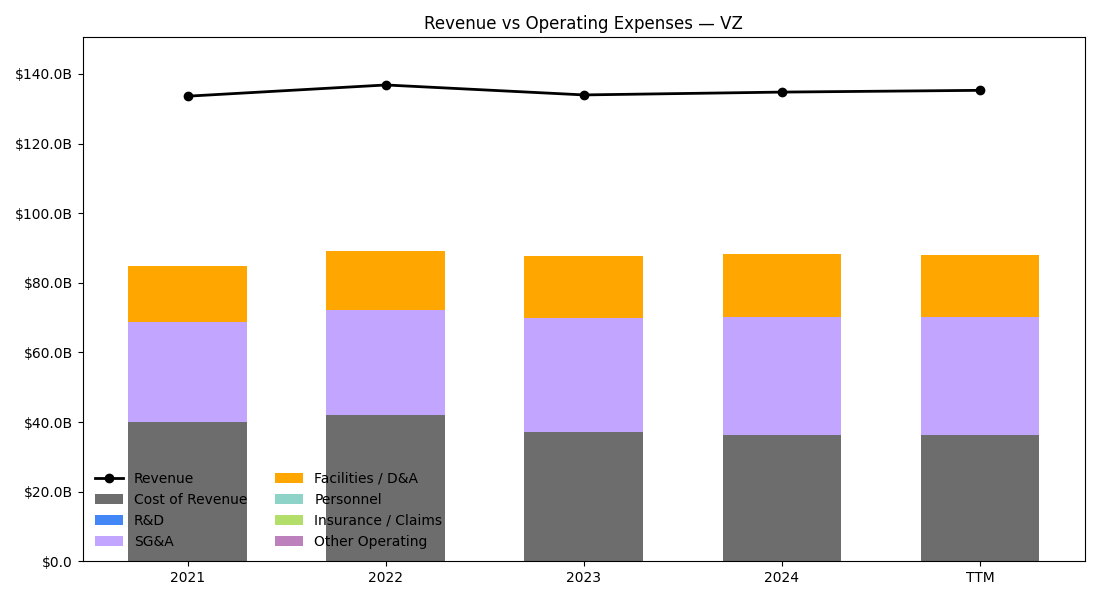 Revenue vs Operating Expenses — VZ
$140.0B
$120.0B
$100.0B
$80.0B
$60.0B
$40.0B
$20.0B
$0.0
Revenue
Cost of Revenue
R&D
SG&A
Facilities / D&A
Personnel
Insurance / Claims
Other Operating
2021
2022
2023
2024
TTM